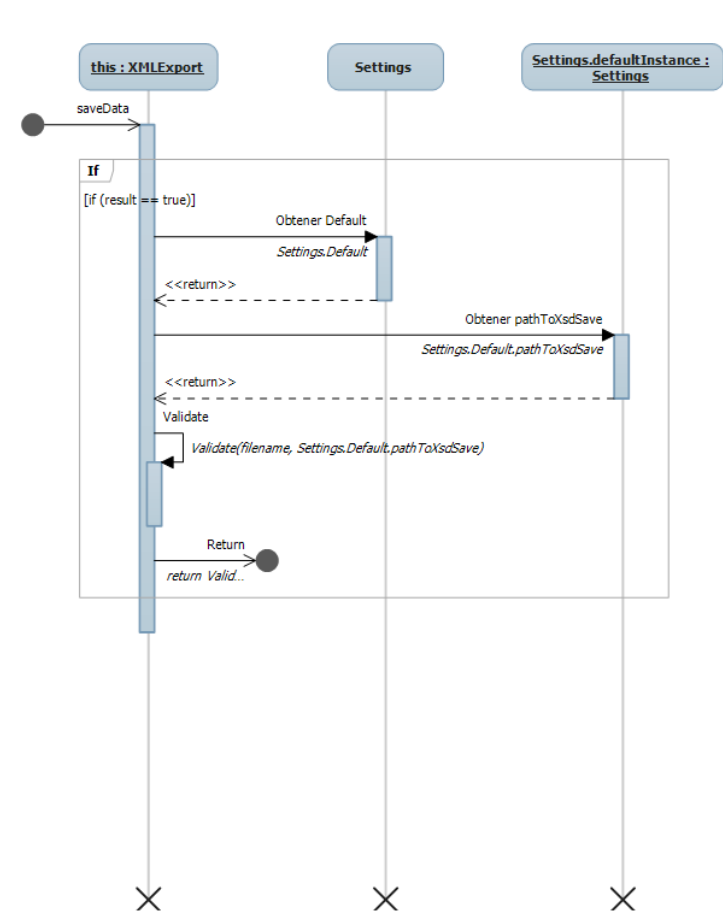 this : XMLExport
Settings
Settings.defaultInstance :
Settings
saveData
If
[if (result == true)]
Obtener Default
Settings.Default
<<return>>
Obtener pathToXsdSave
Settings.Default.pathToXsdSave
<<return>>
Validate
Validate(filename, Settings.Default.pathToXsdSave)
Return
return Valid...